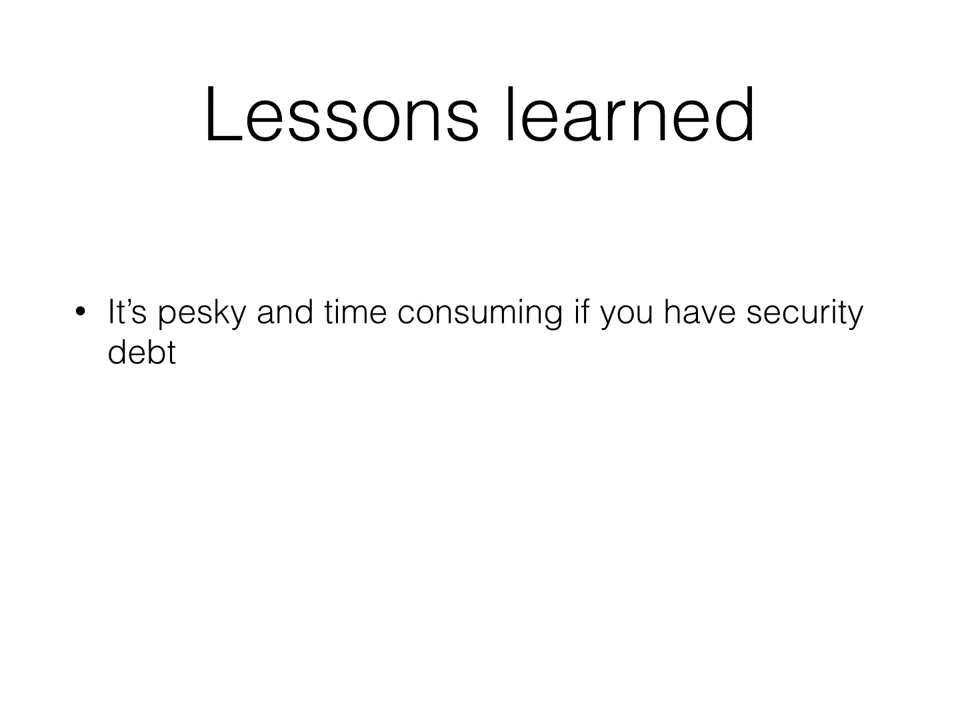 Lessons learned
• It’s pesky and time consuming if you have security
debt